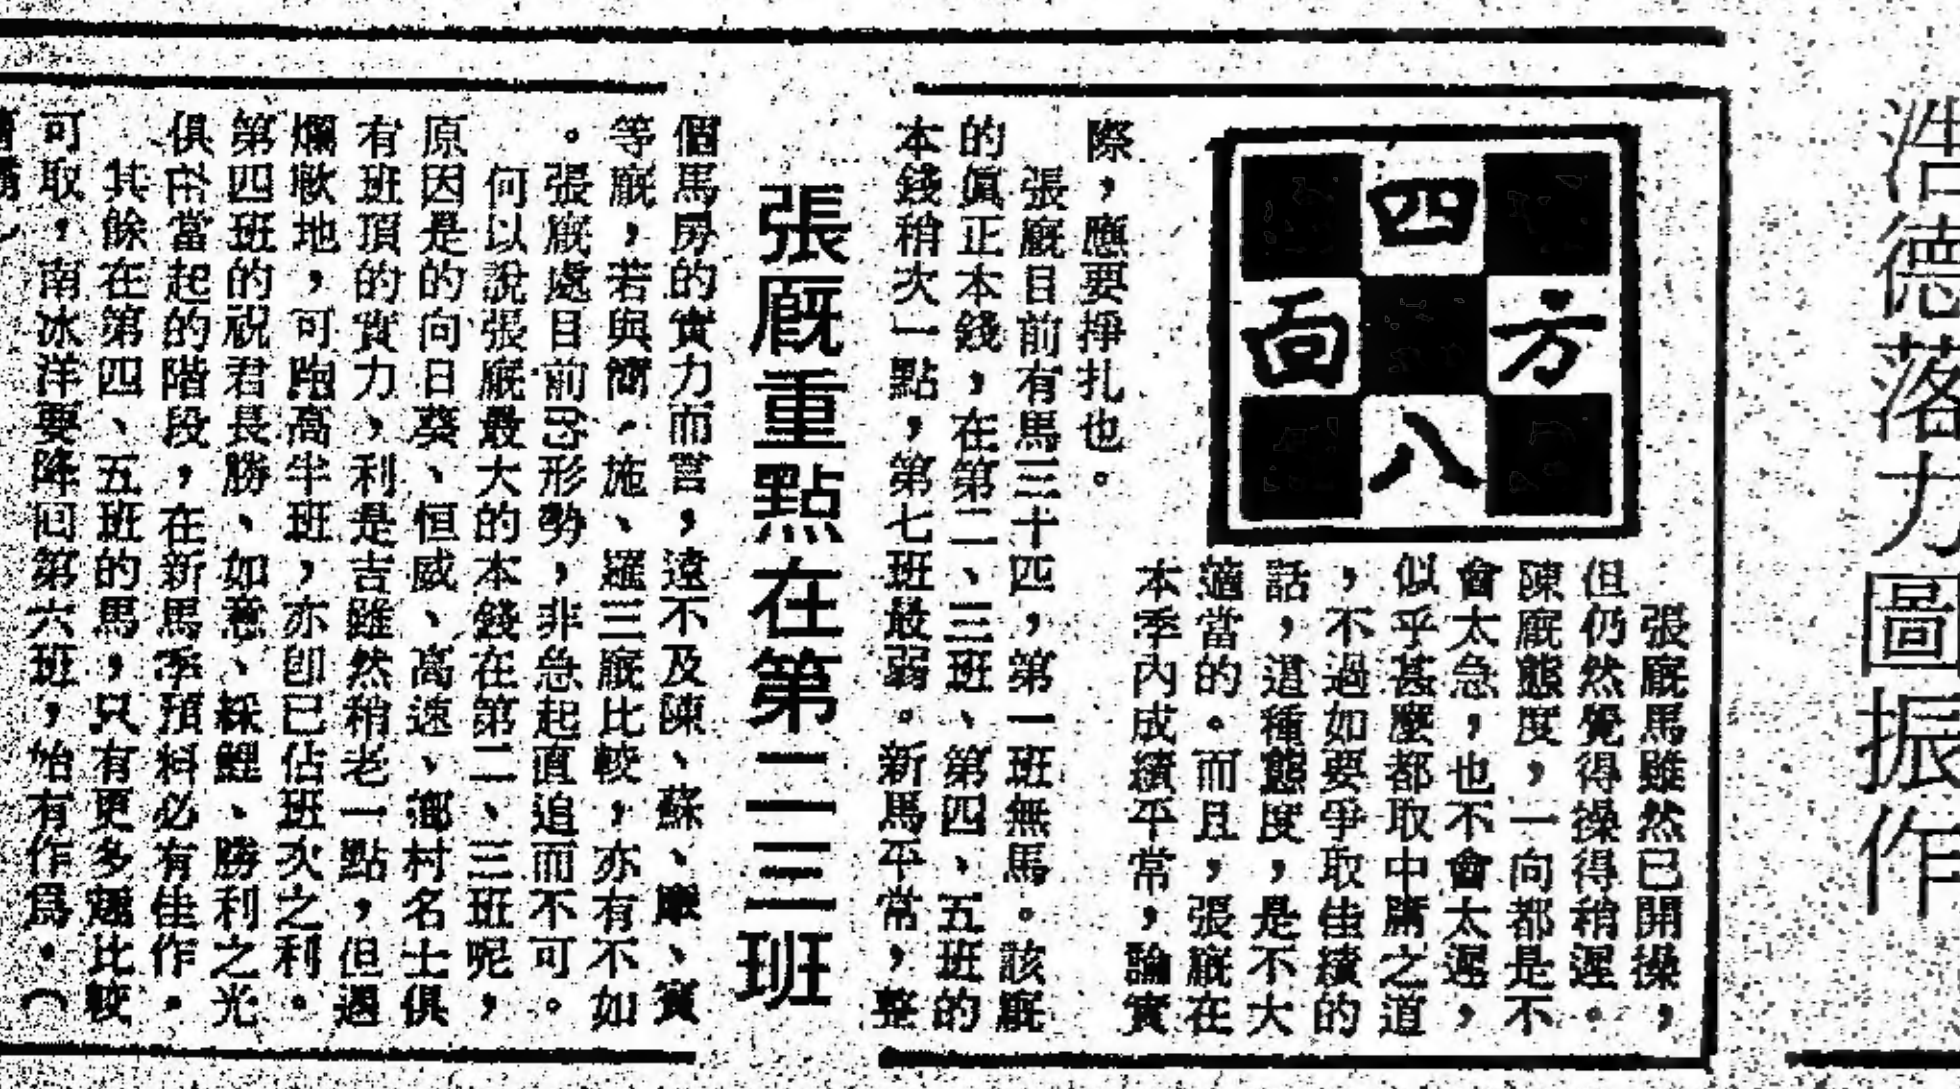 浩德落力圖振作
四方八面
張廐馬雖然已開操，
但仍然覺得操得稍遲。
陳廐態度，一向都是不
會太急，也不會太遲，
似乎甚麼都取中庸之道
，不過如要爭取佳績的
話，這種態度，是不大
適當的。而且，張廐在
本季內成績平常，論實
際，應要掙扎也。
張廐目前有馬三十四，第一班無馬。該廐
的眞正本錢，在第二、三班、第四、五班的
本錢稍次一點，第七班最弱。新馬平常，整
張廐重點在第二三班
個馬房的實力而言，遠不及陳、蘇、嚴、賓
等廐，若與簡、施、羅三廐比較，亦有不如
。張廐處目前的形勢，非急起直追而不可。
何以說張廐最大的本錢在第二、三班呢，
原因是的向日葵、恒威、高速、鄉村名士俱
有班頂的實力，利是吉雖然稍老一點，但遇
爛?地，可跑高半班，亦卽已佔班次之利。
第四班的祝君長勝、如意、綵鯉、勝利之光
俱在當起的階段，在新馬季預料必有佳作。
其餘在第四、五班的馬，只有更多?比較
可取，南冰洋要降回第六班，始有作爲。（